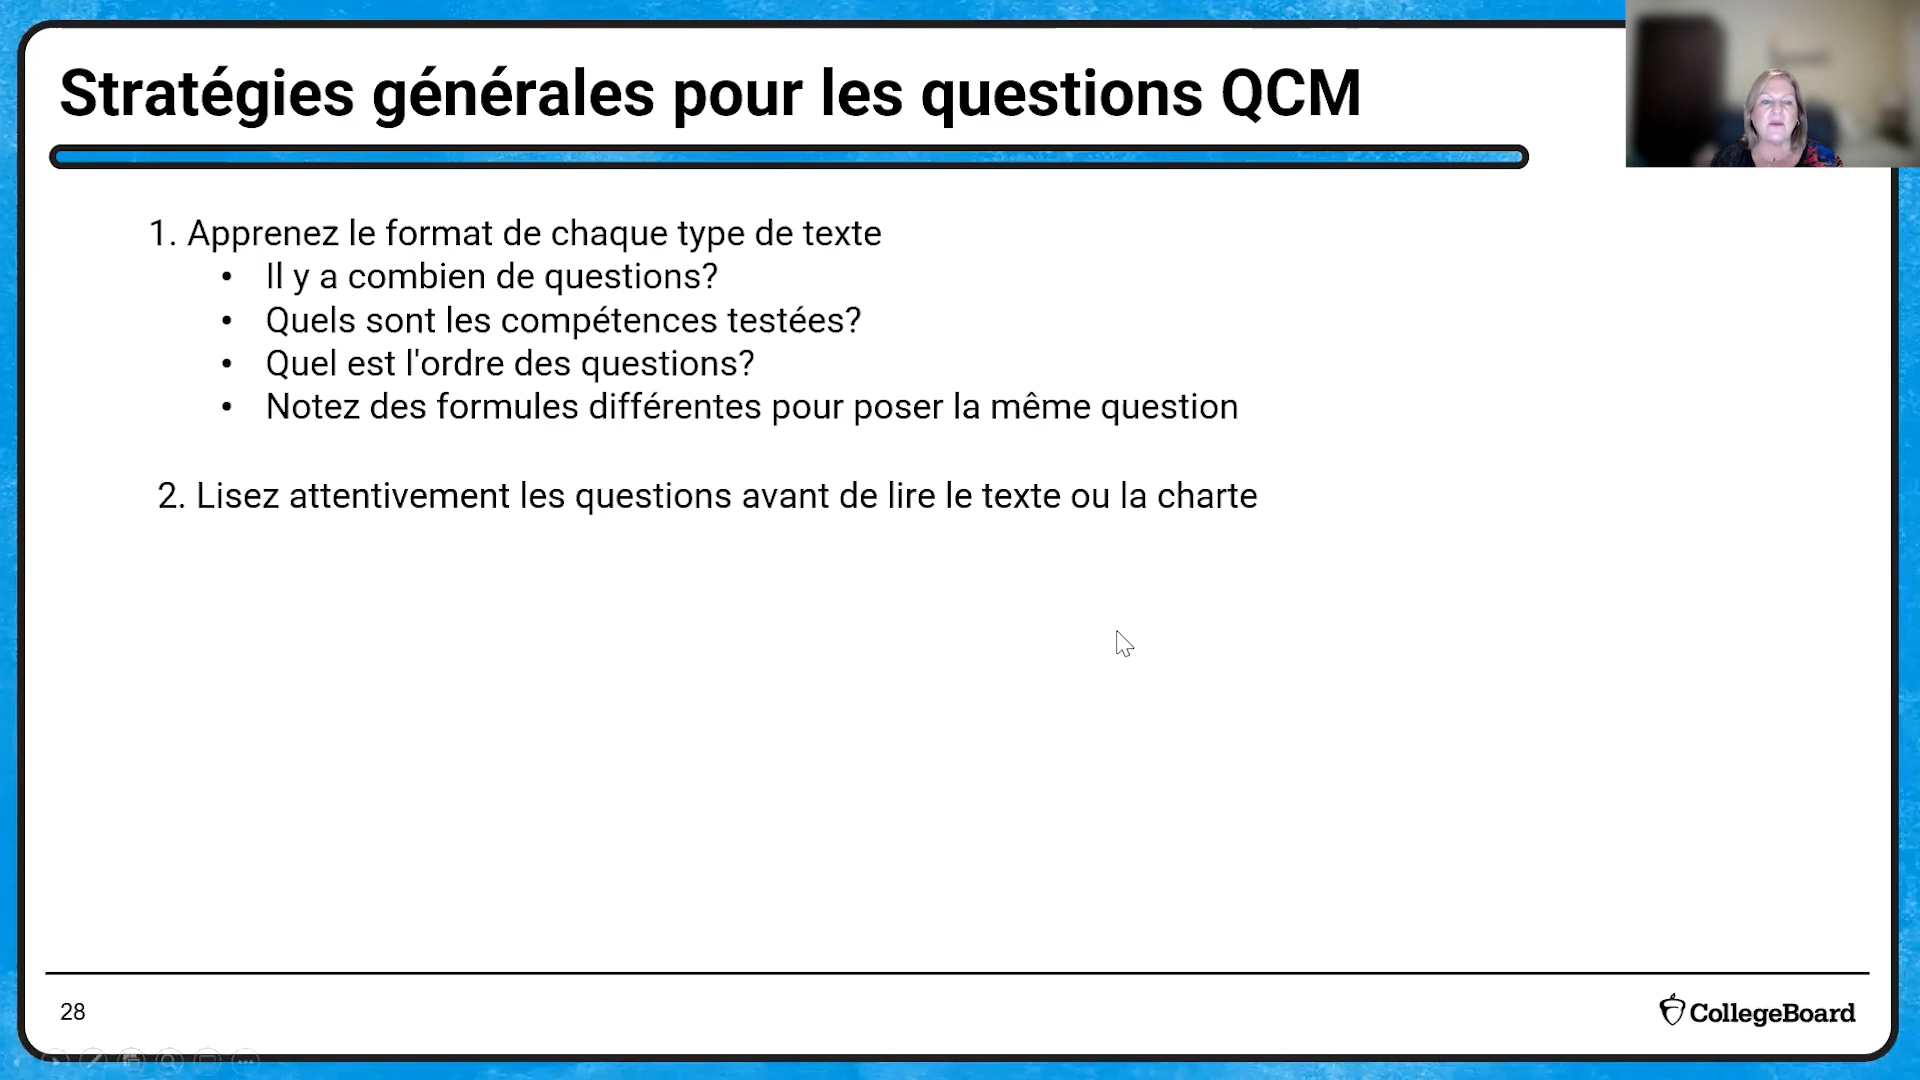 Stratégies générales pour les questions QCM
1. Apprenez le format de chaque type de texte
• Il y a combien de questions?
• Quels sont les compétences testées?
• Quel est l'ordre des questions?
• Notez des formules différentes pour poser la même question
2. Lisez attentivement les questions avant de lire le texte ou la charte
28
CollegeBoard